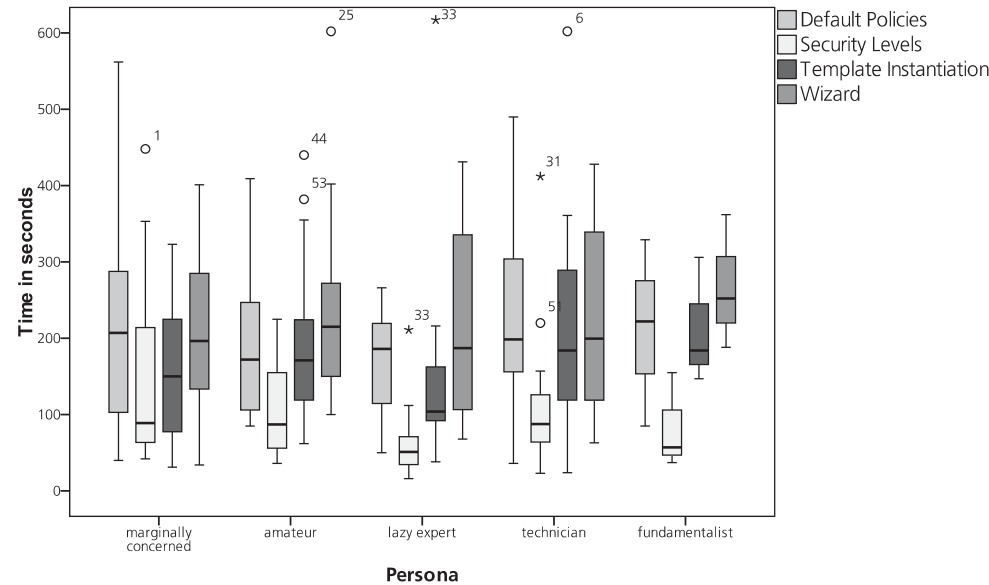 25
33
6
600
Default Policies
Security Levels
Template Instantiation
Wizard
500
1
44
400
53
31
300
33
51
200
100
0
Time in seconds
marginally
concerned
amateur
lazy expert
technician
fundamentalist
Persona